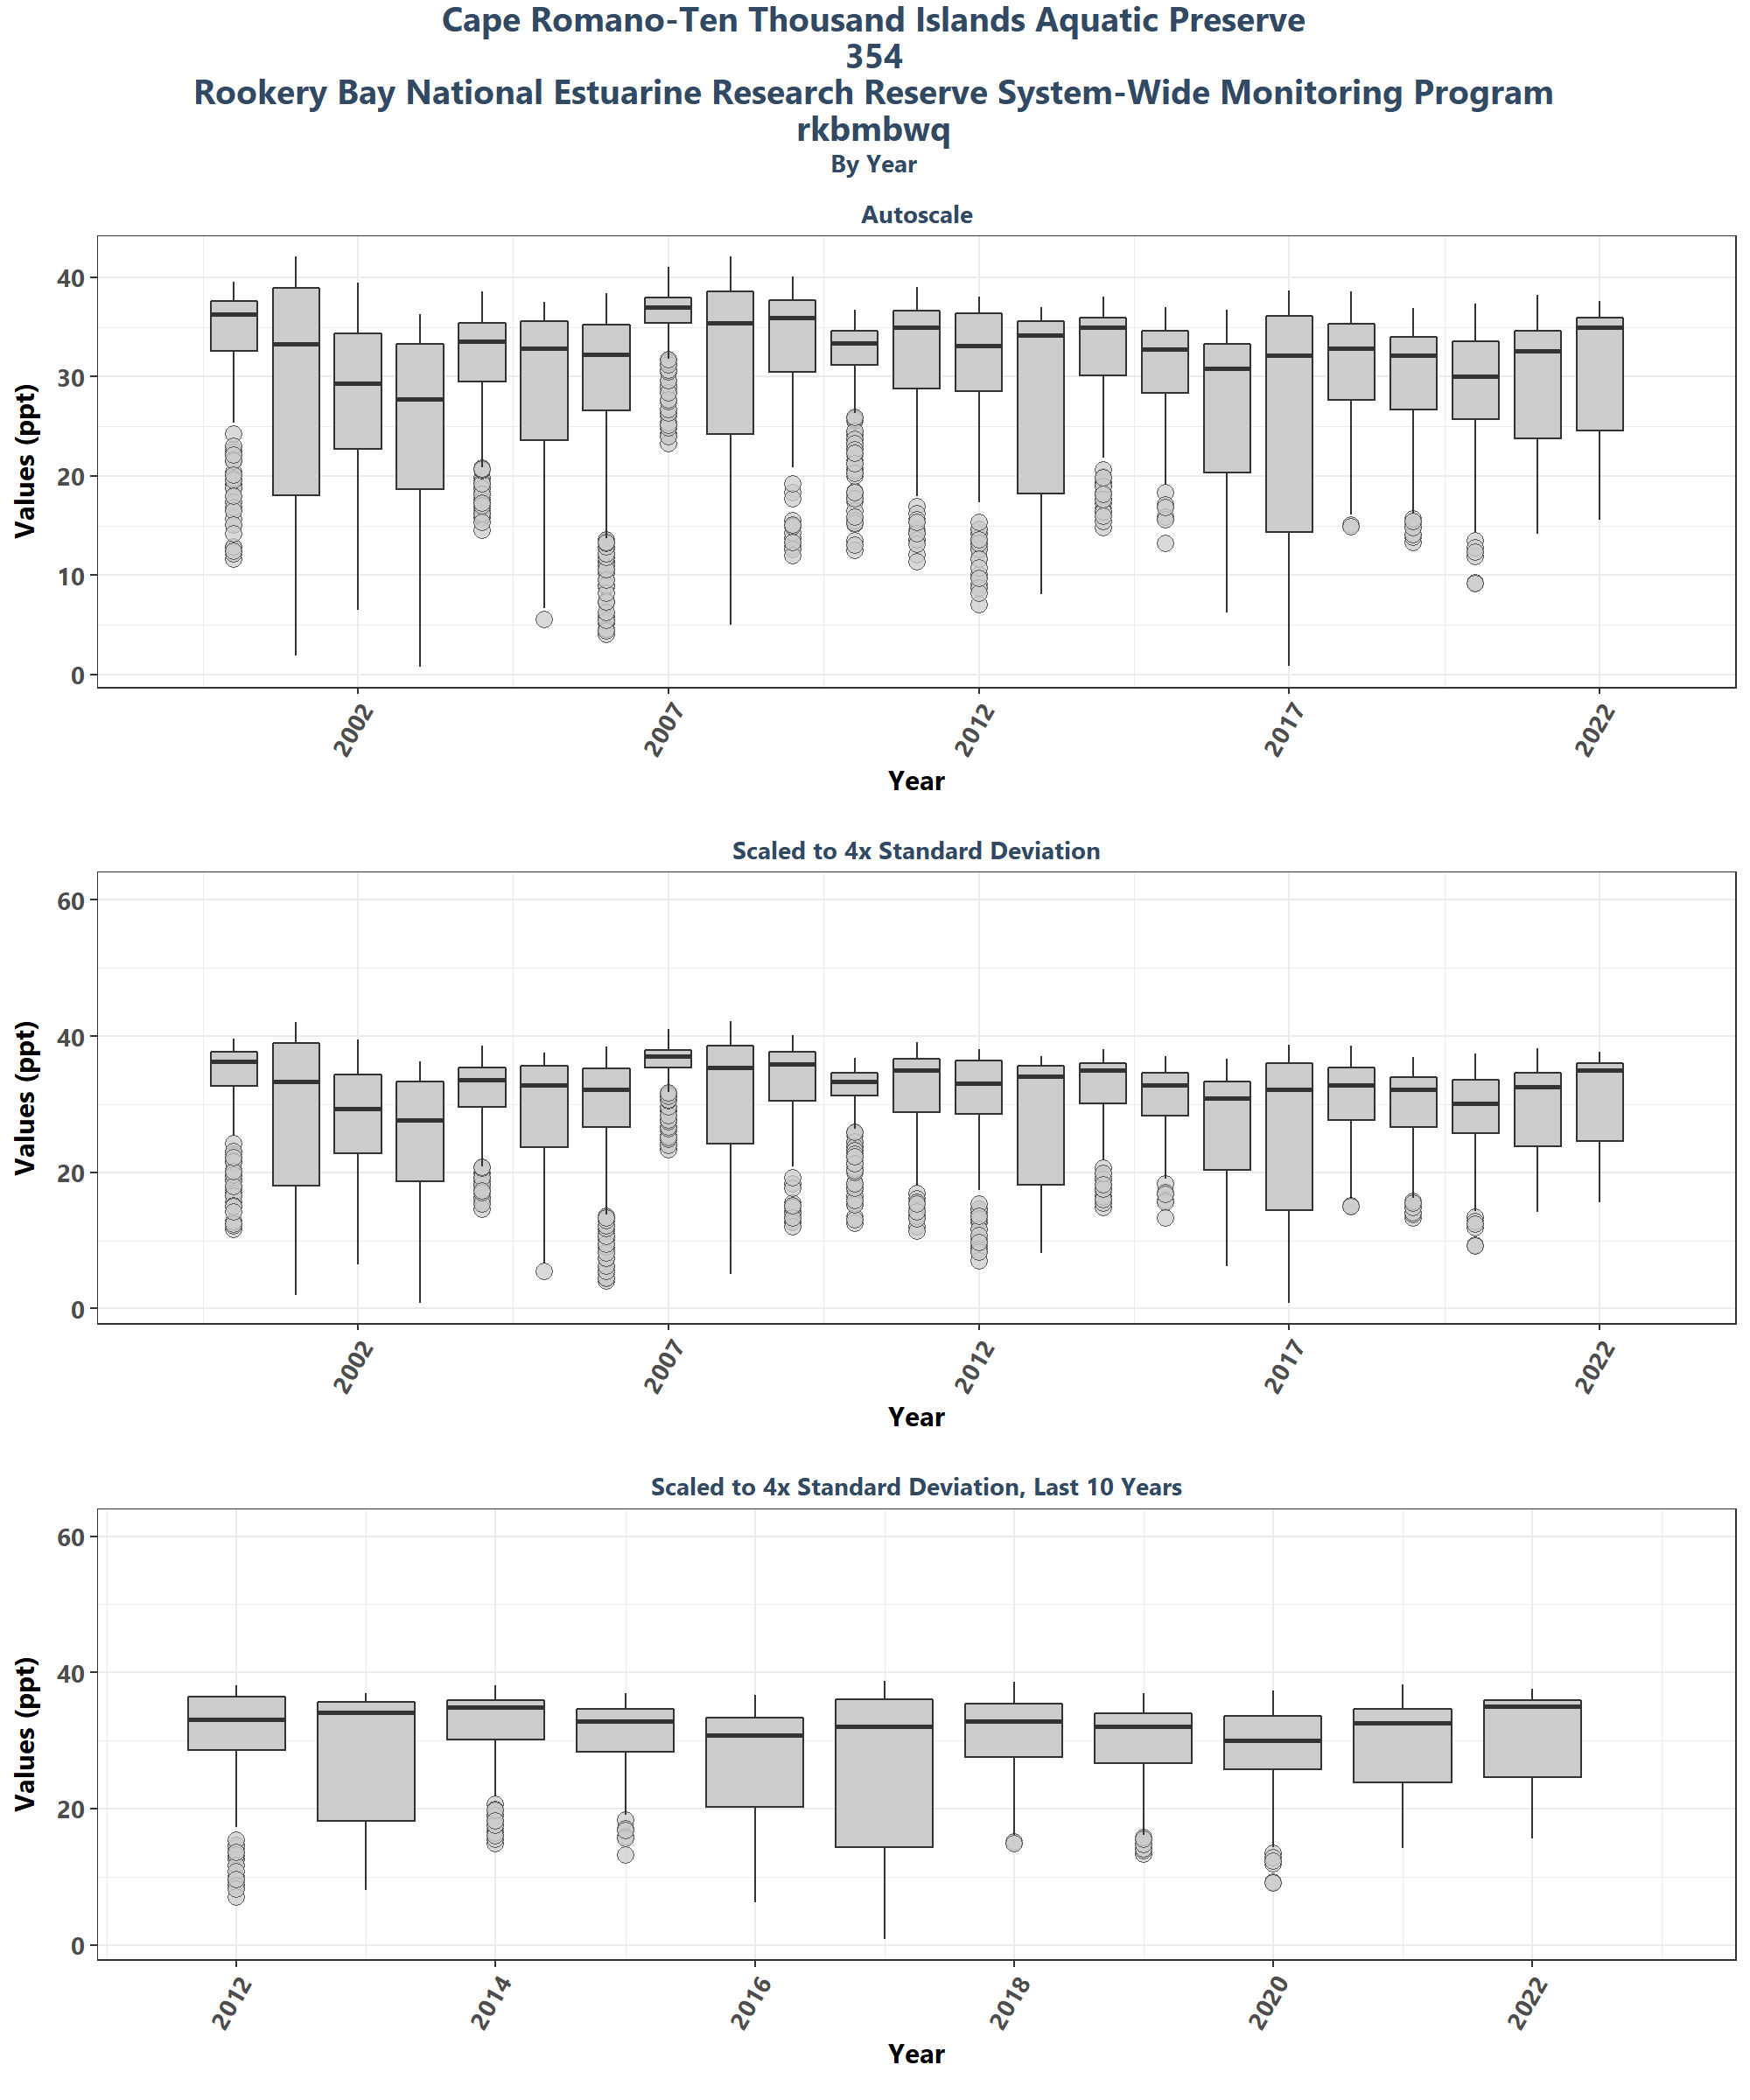 Cape Romano-Ten Thousand Islands Aquatic Preserve
354
Rookery Bay National Estuarine Research Reserve System-Wide Monitoring Program
rkbmbwq
By Year
Autoscale
Values (ppt)
40
30
20
10
0
2002
2007
2012
2017
2022
Year
Scaled to 4x Standard Deviation
Values (ppt)
60
40
20
0
2002
2007
2012
2017
2022
Year
Scaled to 4x Standard Deviation, Last 10 Years
Values (ppt)
60
40
20
0
2012
2014
2016
2018
2020
2022
Year